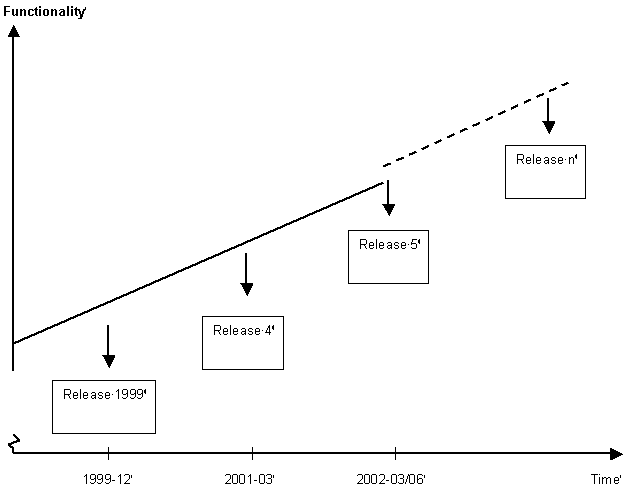 Functionality
Release n
Release 5
Release 4
Release 1999
1999-12
2001-03
2002-03/06
Time